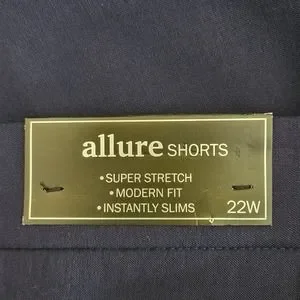 allure SHORTS
•SUPER STRETCH
•MODERN FIT
•INSTANTLY SLIMS
22W